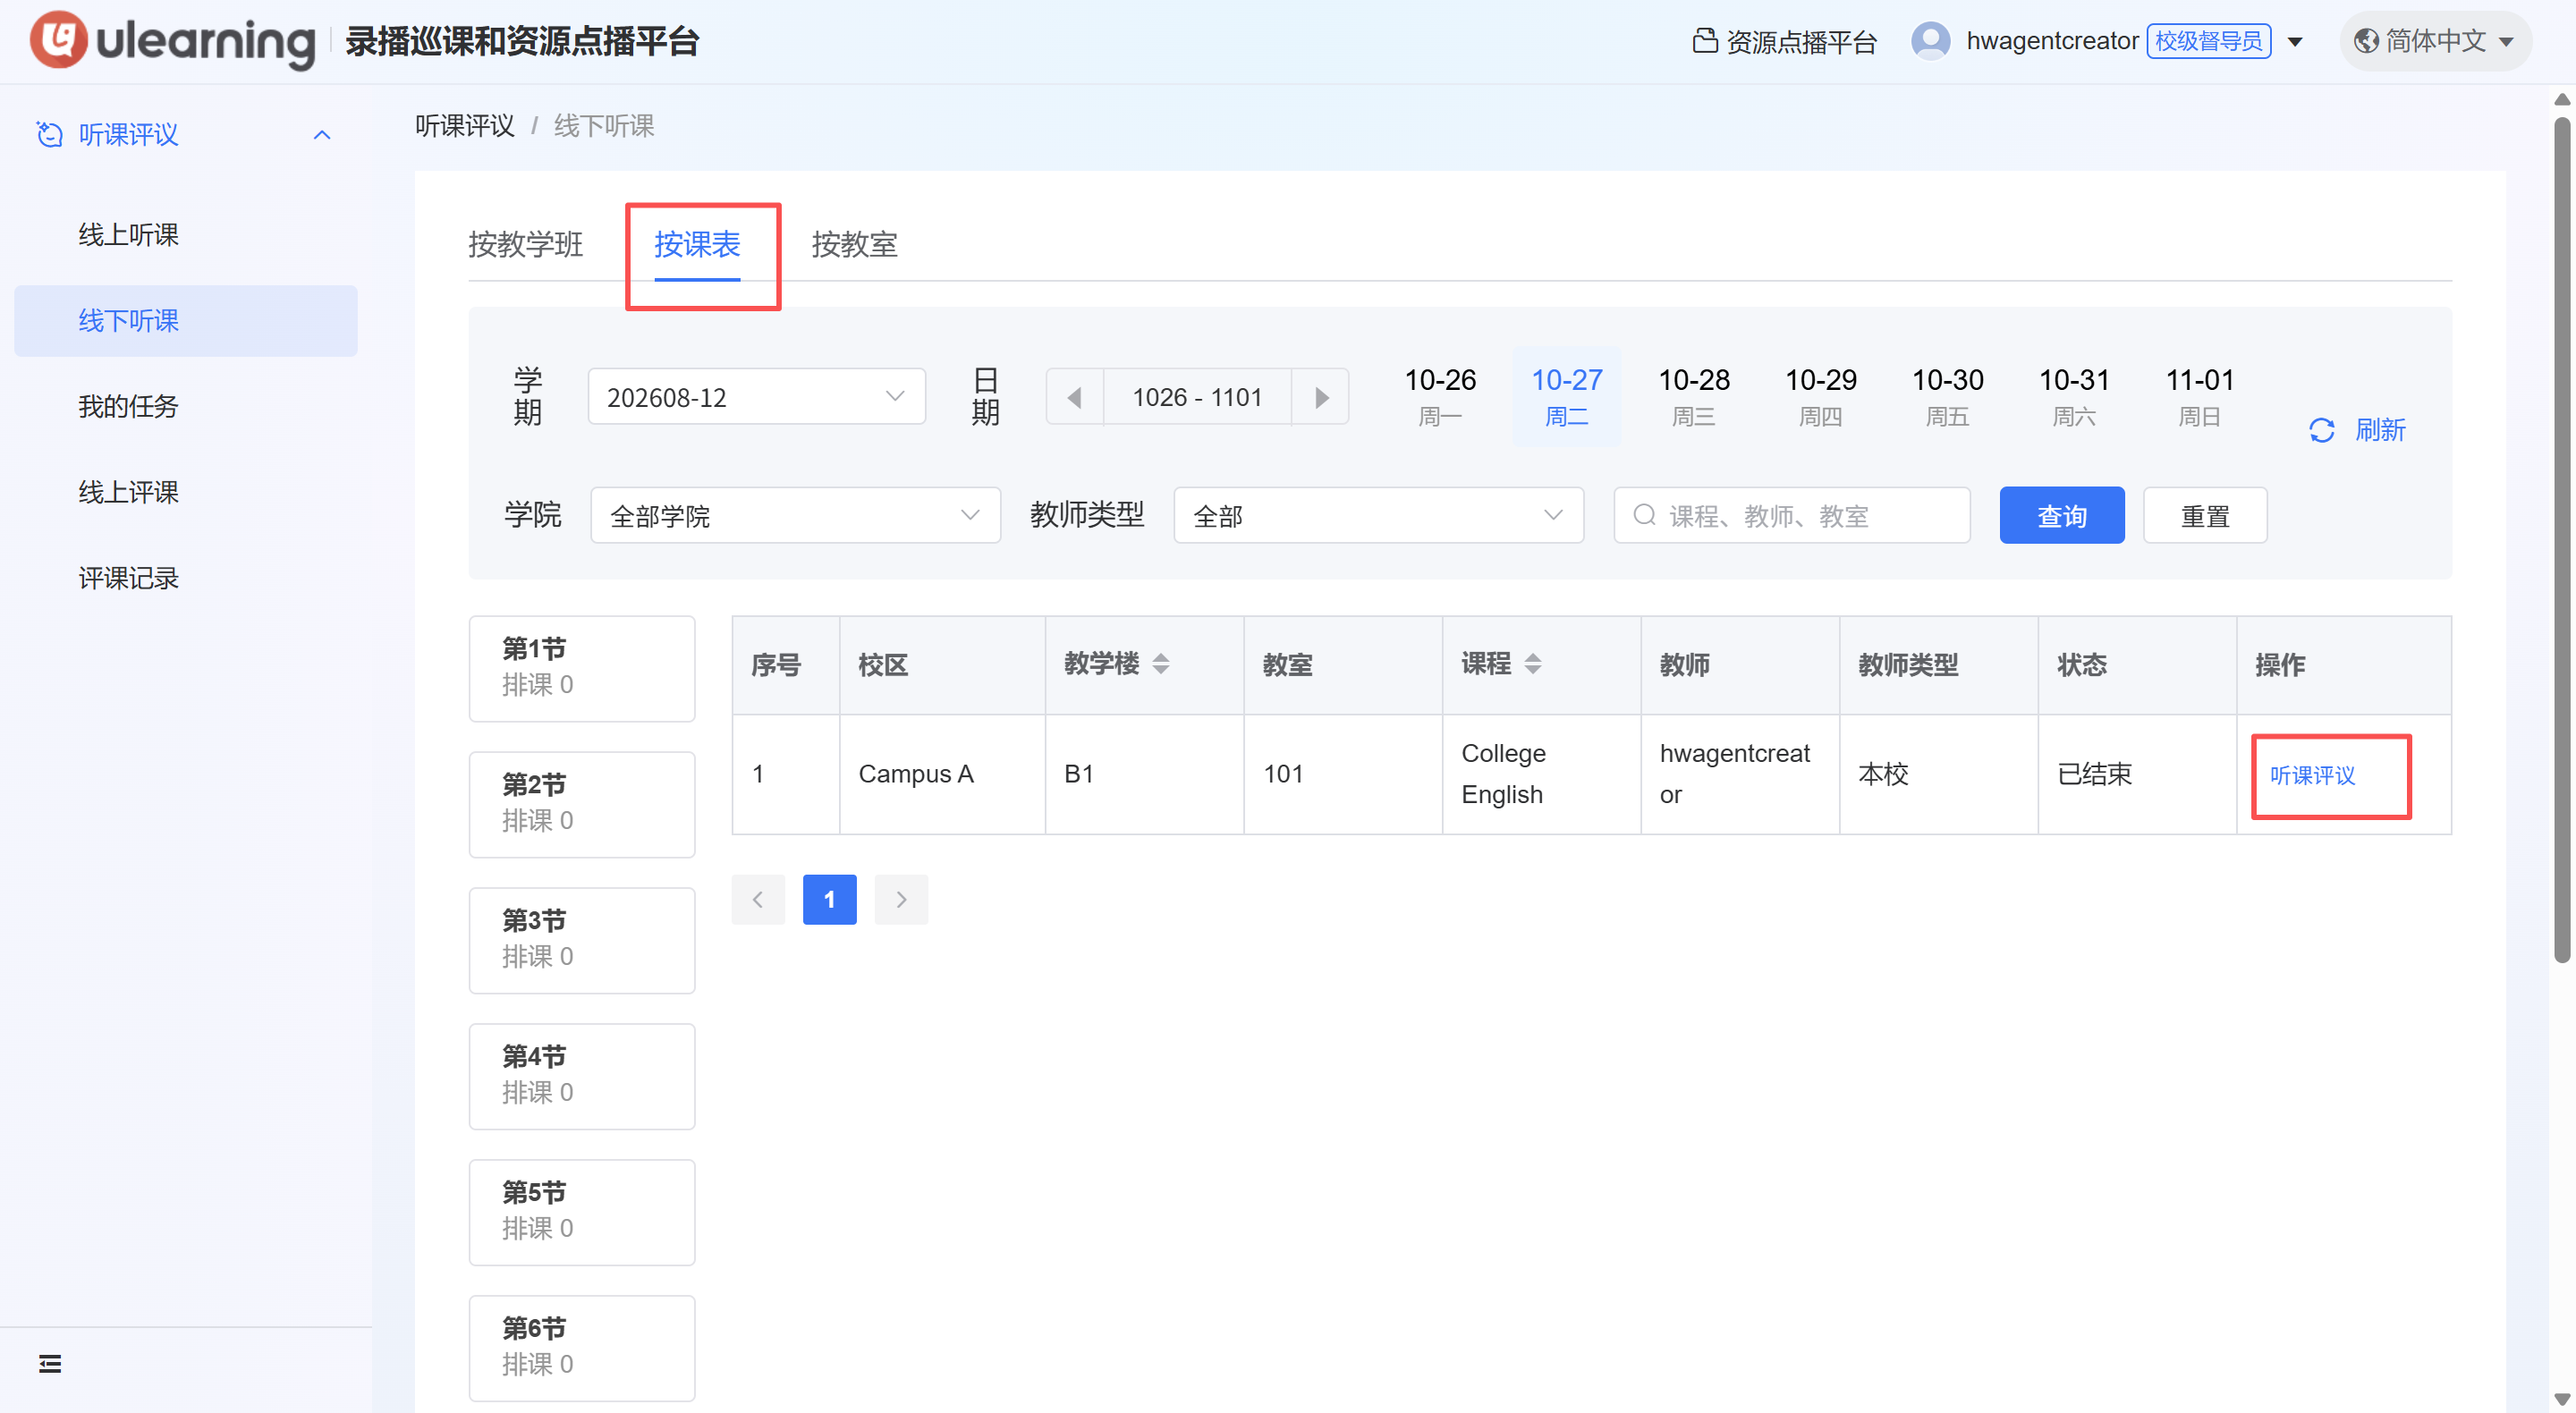 ulearning 录播巡课和资源点播平台
资源点播平台 hwagentcreator 校级督导员 简体中文
听课评议
线上听课
线下听课
我的任务
线上评课
评课记录
听课评议 / 线下听课
按教学班 按课表 按教室
学期 202608-12 日期 1026 - 1101
10-26 10-27 10-28 10-29 10-30 10-31 11-01
周一 周二 周三 周四 周五 周六 周日
刷新
学院 全部学院 教师类型 全部 课程、教师、教室 查询 重置
第1节
排课 0
第2节
排课 0
第3节
排课 0
第4节
排课 0
第5节
排课 0
第6节
排课 0
序号 校区 教学楼 教室 课程 教师 教师类型 状态 操作
1 Campus A B1 101 College English hwagentcreator 本校 已结束 听课评议
1